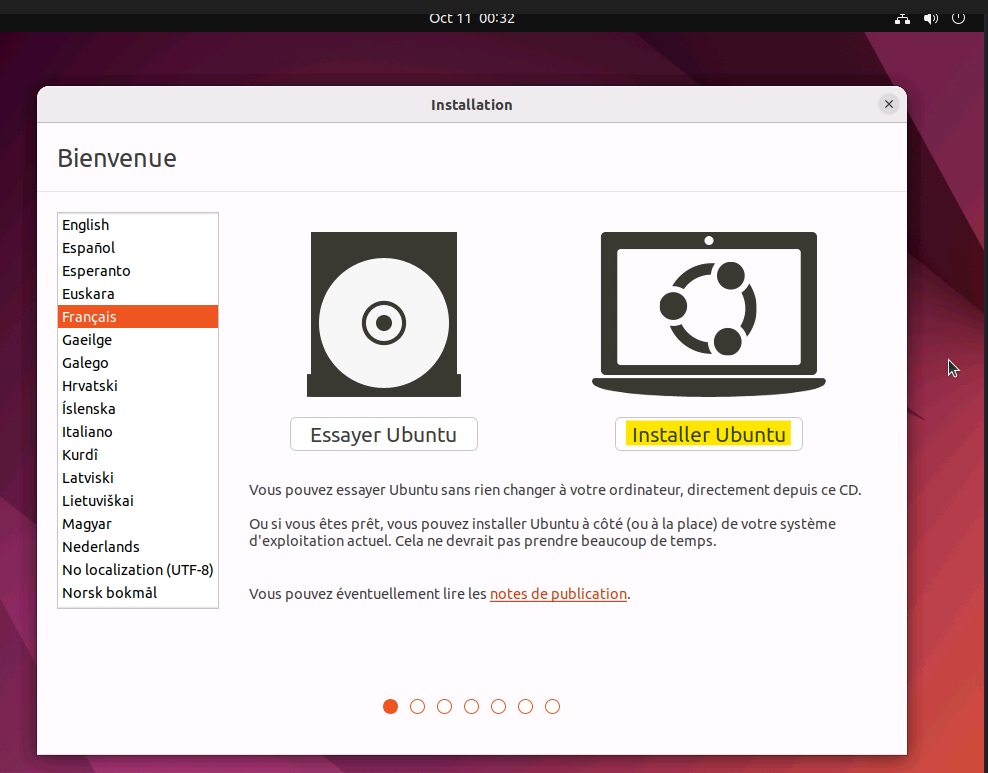 Oct 11 00:32
Installation
Bienvenue
English
Español
Esperanto
Euskara
Français
Gaeilge
Galego
Hrvatski
Íslenska
Italiano
Kurdî
Latviski
Lietuviškai
Magyar
Nederlands
No localization (UTF-8)
Norsk bokmål
Essayer Ubuntu
Installer Ubuntu
Vous pouvez essayer Ubuntu sans rien changer à votre ordinateur, directement depuis ce CD.
Ou si vous êtes prêt, vous pouvez installer Ubuntu à côté (ou à la place) de votre système
d'exploitation actuel. Cela ne devrait pas prendre beaucoup de temps.
Vous pouvez éventuellement lire les notes de publication.